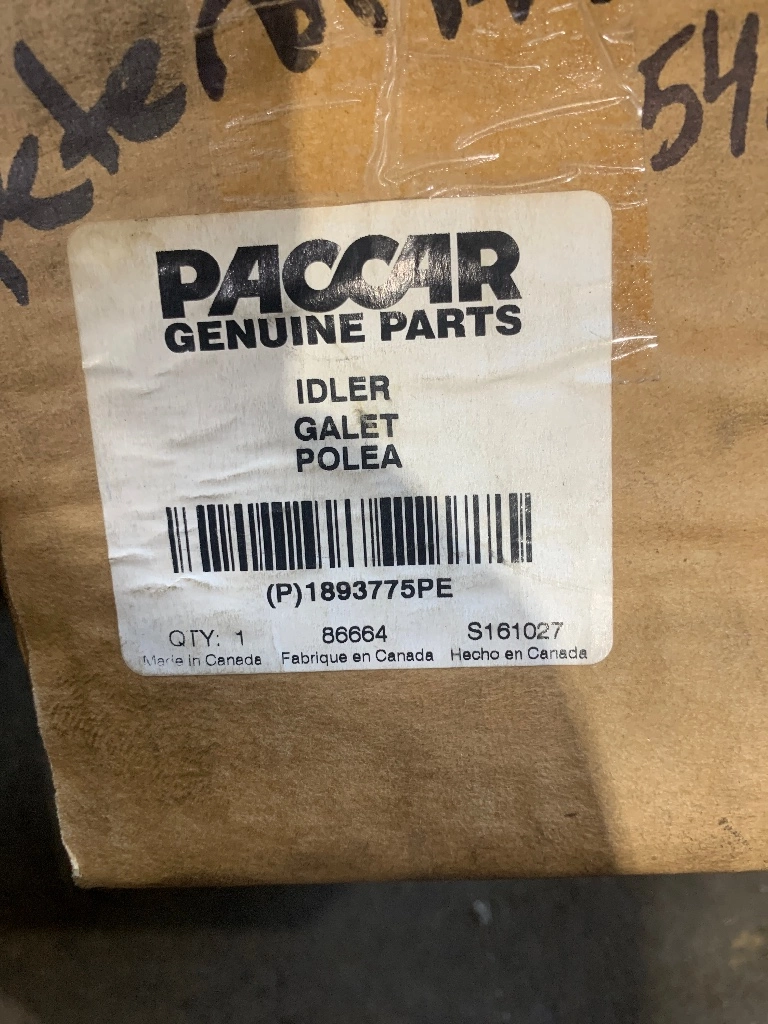 54
PACCAR
GENUINE PARTS
IDLER
GALET
POLEA
(P)1893775PE
QTY: 1 86664 S161027
Made in Canada Fabrique en Canada Hecho en Canada